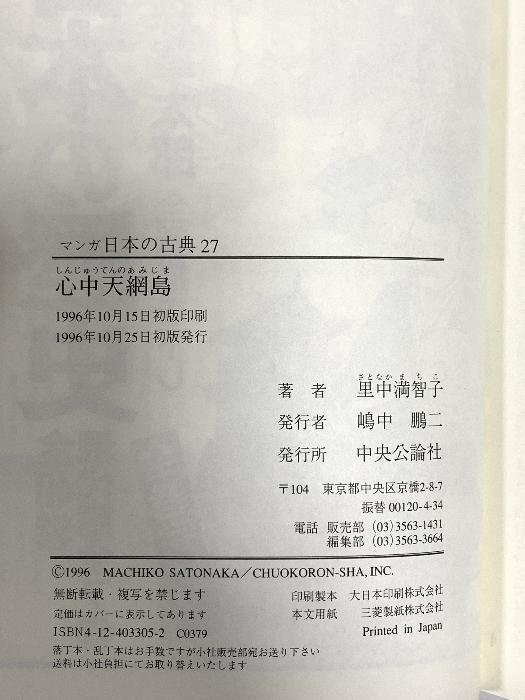 マンガ日本の古典27
しんじゅうてんのあみじま
心中天網島
1996年10月15日初版印刷
1996年10月25日初版発行
さとなかまちこ
著者 里中満智子
発行者 嶋中 鵬二
発行所 中央公論社
〒104 東京都中央区京橋2-8-7
振替 00120-4-34
電話 販売部 (03)3563-1431
編集部 (03)3563-3664
©1996 MACHIKO SATONAKA/CHUOKORON-SHA, INC.
無断転載・複写を禁じます
印刷製本 大日本印刷株式会社
定価はカバーに表示してあります
本文用紙 三菱製紙株式会社
ISBN4-12-403305-2 C0379
Printed in Japan
落丁本・乱丁本はお手数ですが小社販売部宛お送り下さい
送料は小社負担にてお取り替えいたします